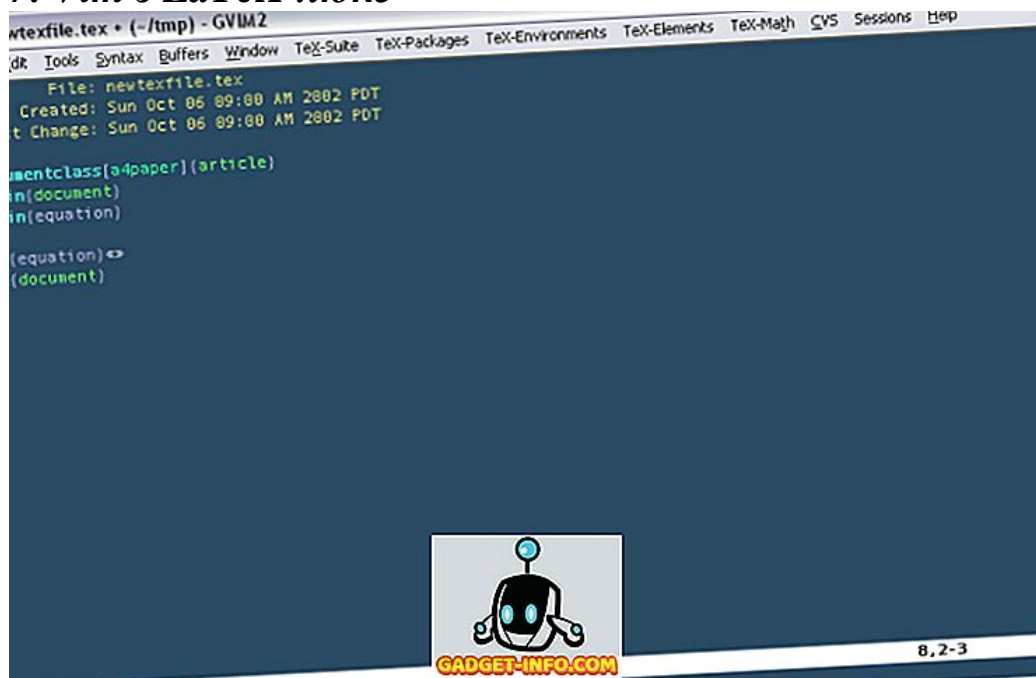 wtexfile.tex + (~/tmp) - GVIM2
dit Tools Syntax Buffers Window TeX-Suite TeX-Packages TeX-Environments TeX-Elements TeX-Math CVS Sessions Help
File: newtexfile.tex
Created: Sun Oct 06 09:00 AM 2002 PDT
t Change: Sun Oct 06 09:00 AM 2002 PDT
umentclass[a4paper]{article}
in{document}
in{equation}
{equation}<>
{document}
8,2-3
GADGET-INFO.COM